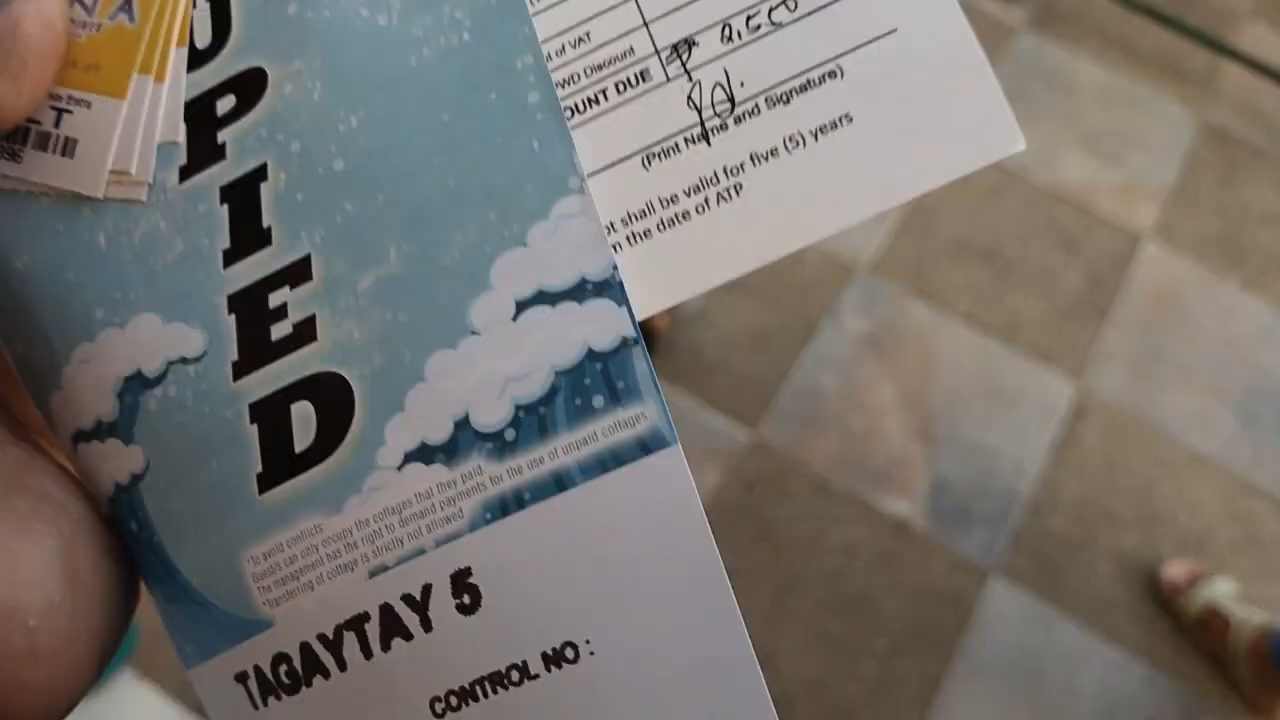 UPIED
*To avoid conflicts:
Guest/s can only occupy the cottages that they paid.
The management has the right to demand payments for the use of unpaid cottages
*Transferring of cottage is strictly not allowed
TAGAYTAY 5
CONTROL NO :
of VAT
WD Discount
OUNT DUE ₱ 2,500
(Print Name and Signature)
ot shall be valid for five (5) years
m the date of ATP
NA